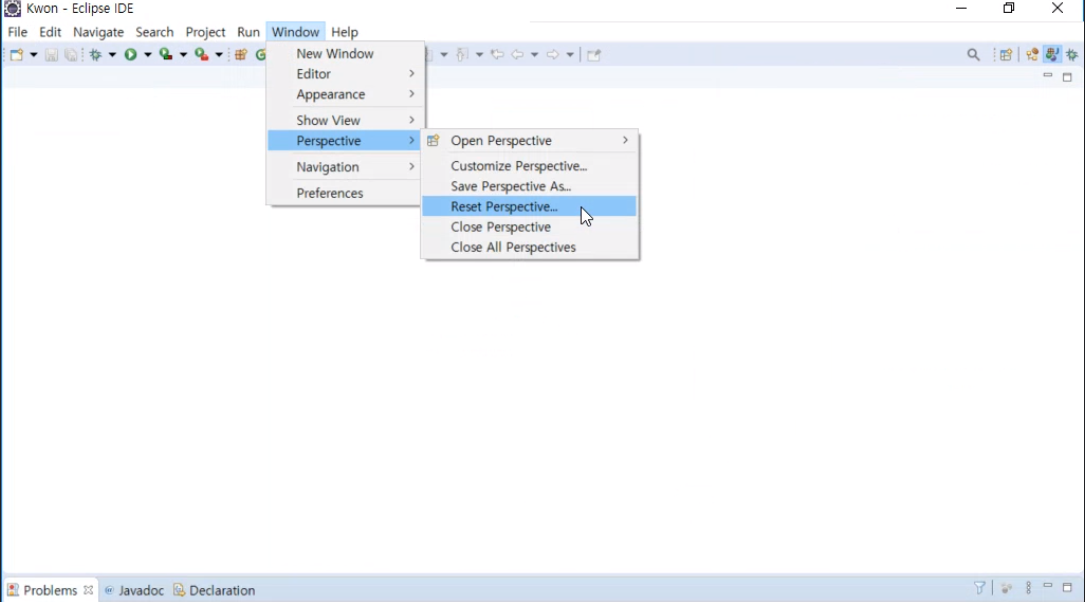 Kwon - Eclipse IDE
File Edit Navigate Search Project Run Window Help
New Window
Editor
Appearance
Show View
Perspective
Navigation
Preferences
Open Perspective
Customize Perspective...
Save Perspective As...
Reset Perspective...
Close Perspective
Close All Perspectives
Problems Javadoc Declaration